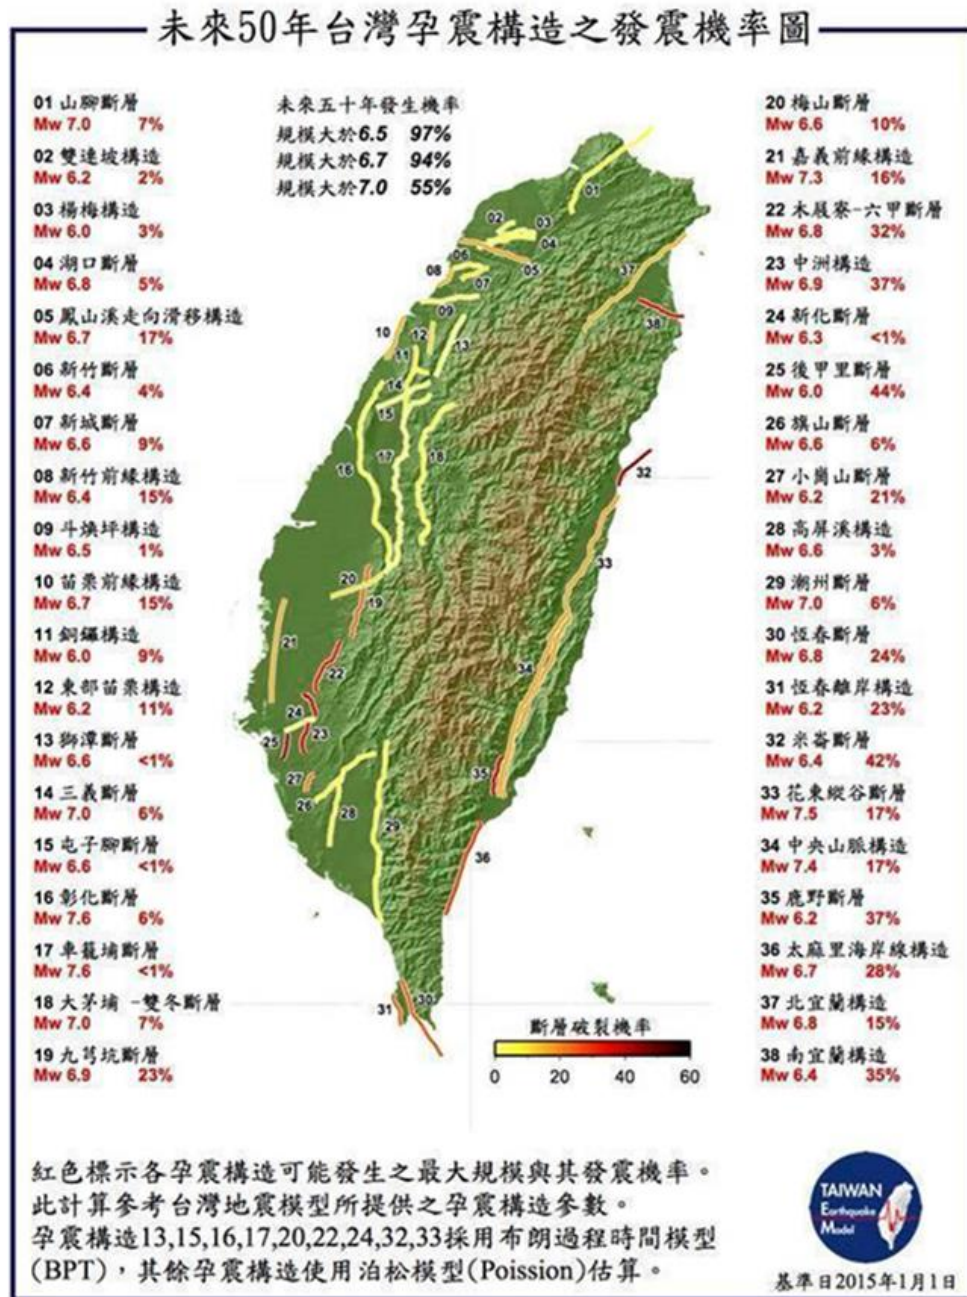 未來50年台灣孕震構造之發震機率圖
未來五十年發生機率
規模大於6.5 97%
規模大於6.7 94%
規模大於7.0 55%
01 山腳斷層
Mw 7.0 7%
02 雙連坡構造
Mw 6.2 2%
03 楊梅構造
Mw 6.0 3%
04 湖口斷層
Mw 6.8 5%
05 鳳山溪走向滑移構造
Mw 6.7 17%
06 新竹斷層
Mw 6.4 4%
07 新城斷層
Mw 6.6 9%
08 新竹前緣構造
Mw 6.4 15%
09 斗煥坪構造
Mw 6.5 1%
10 苗栗前緣構造
Mw 6.7 15%
11 銅鑼構造
Mw 6.0 9%
12 東部苗栗構造
Mw 6.2 11%
13 獅潭斷層
Mw 6.6 <1%
14 三義斷層
Mw 7.0 6%
15 屯子腳斷層
Mw 6.6 <1%
16 彰化斷層
Mw 7.6 6%
17 車籠埔斷層
Mw 7.6 <1%
18 大茅埔 -雙冬斷層
Mw 7.0 7%
19 九芎坑斷層
Mw 6.9 23%
20 梅山斷層
Mw 6.6 10%
21 嘉義前緣構造
Mw 7.3 16%
22 木屐寮-六甲斷層
Mw 6.8 32%
23 中洲構造
Mw 6.9 37%
24 新化斷層
Mw 6.3 <1%
25 後甲里斷層
Mw 6.0 44%
26 旗山斷層
Mw 6.6 6%
27 小崗山斷層
Mw 6.2 21%
28 高屏溪構造
Mw 6.6 3%
29 潮州斷層
Mw 7.0 6%
30 恆春斷層
Mw 6.8 24%
31 恆春離岸構造
Mw 6.2 23%
32 米崙斷層
Mw 6.4 42%
33 花東縱谷斷層
Mw 7.5 17%
34 中央山脈構造
Mw 7.4 17%
35 鹿野斷層
Mw 6.2 37%
36 太麻里海岸線構造
Mw 6.7 28%
37 北宜蘭構造
Mw 6.8 15%
38 南宜蘭構造
Mw 6.4 35%
01
02
03
04
05
06
07
08
09
10
11
12
13
14
15
16
17
18
19
20
21
22
23
24
25
26
27
28
29
30
31
32
33
34
35
36
37
38
斷層破裂機率
0 20 40 60
紅色標示各孕震構造可能發生之最大規模與其發震機率。
此計算參考台灣地震模型所提供之孕震構造參數。
孕震構造13,15,16,17,20,22,24,32,33採用布朗過程時間模型
(BPT)，其餘孕震構造使用泊松模型(Poission)估算。
TAIWAN
Earthquake
Model
基準日2015年1月1日